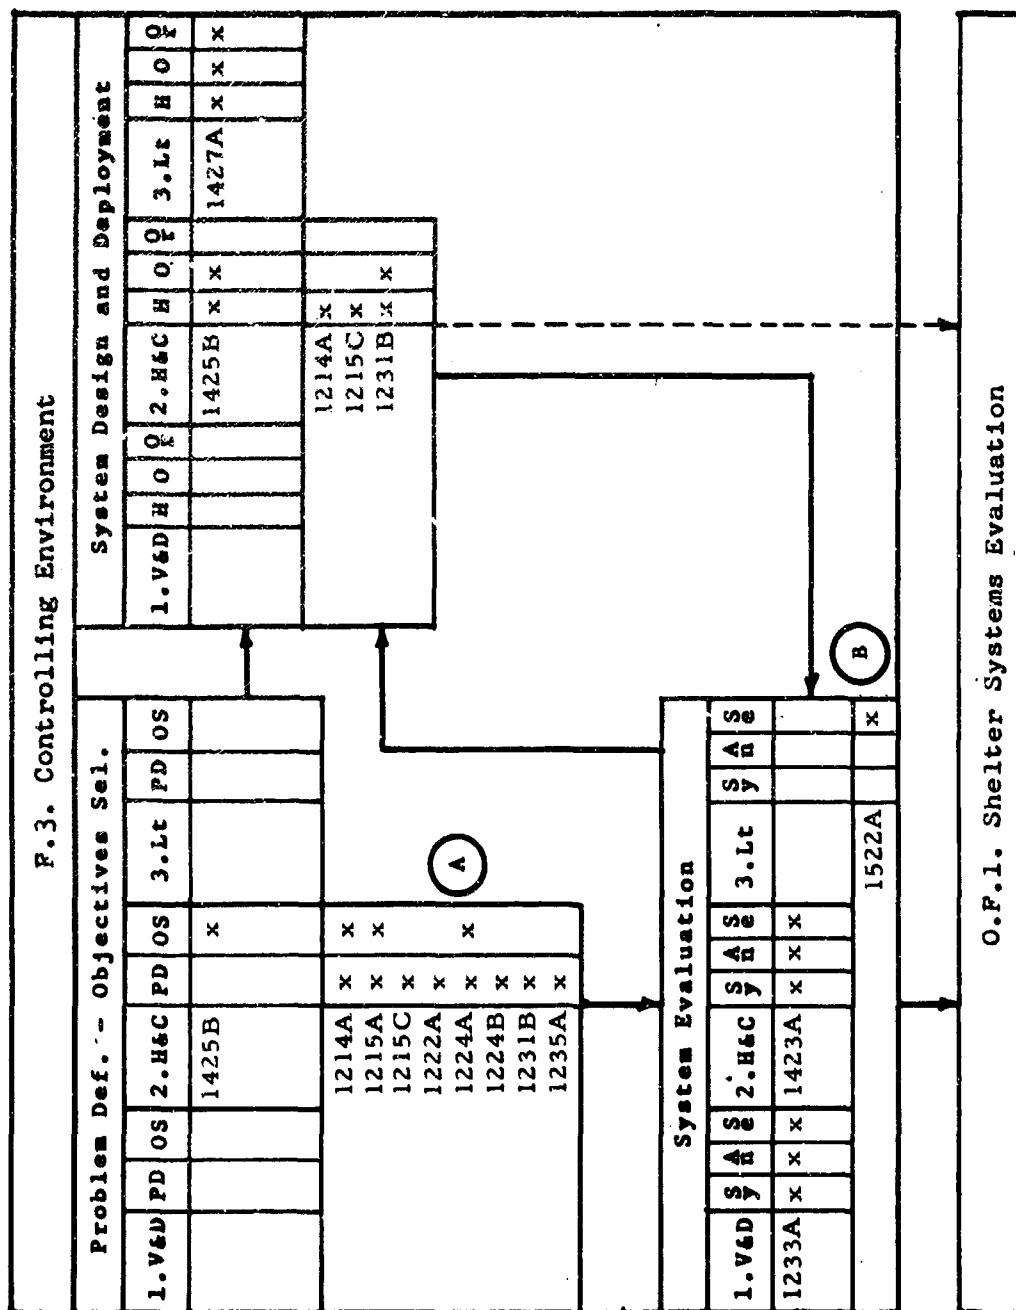 F.3. Controlling Environment
Problem Def. - Objectives Sel.
1.V&D PD OS 2.H&C PD OS 3.Lt PD OS
1425B x
1214A x x
1215A x x
1215C x
1222A x
1224A x x
1224B x
1231B x
1235A x
A
System Design and Deployment
1.V&D H O Or 2.H&C H O Or 3.Lt H O Or
1425B x x 1427A x x x
1214A x
1215C x
1231B x x
System Evaluation
1.V&D Sy An Se 2.H&C Sy An Se 3.Lt Sy An Se
1233A x x x 1423A x x x
1522A x
B
O.F.1. Shelter Systems Evaluation